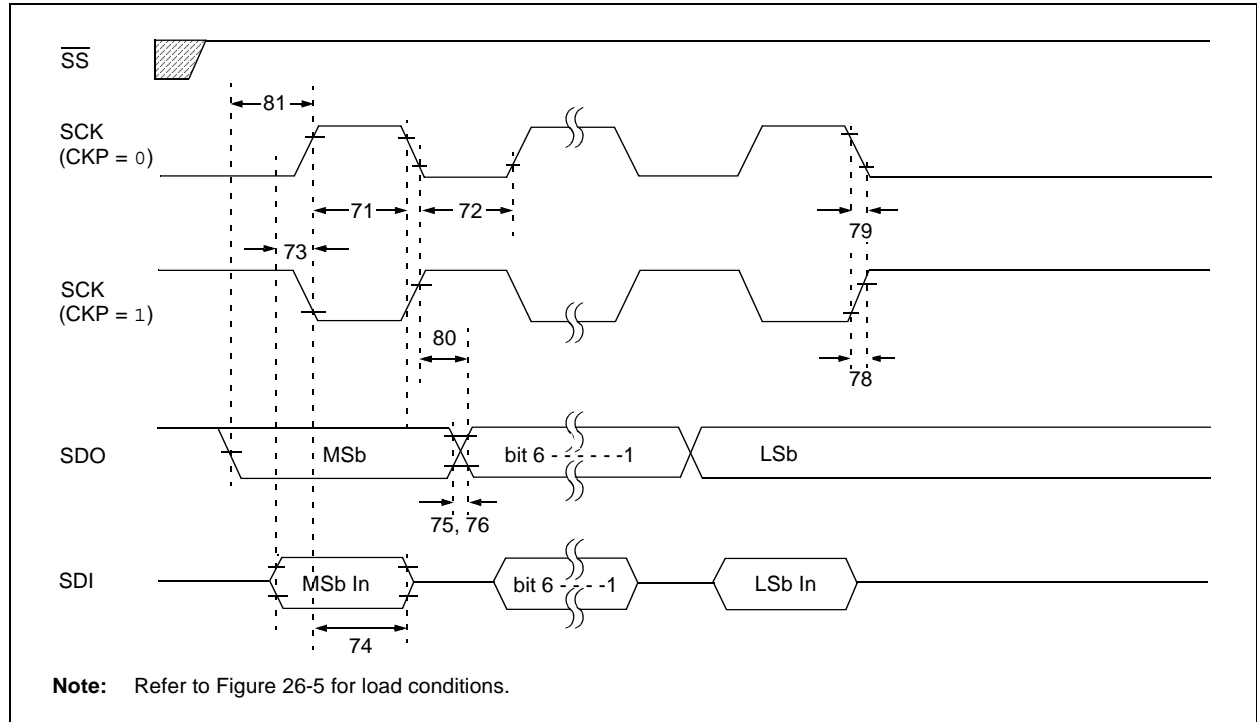 SS
81
SCK
(CKP = 0)
71
72
79
73
SCK
(CKP = 1)
80
78
SDO
MSb
bit 6 - - - - - - -1
LSb
75, 76
SDI
MSb In
bit 6 - - - - -1
LSb In
74
Note: Refer to Figure 26-5 for load conditions.